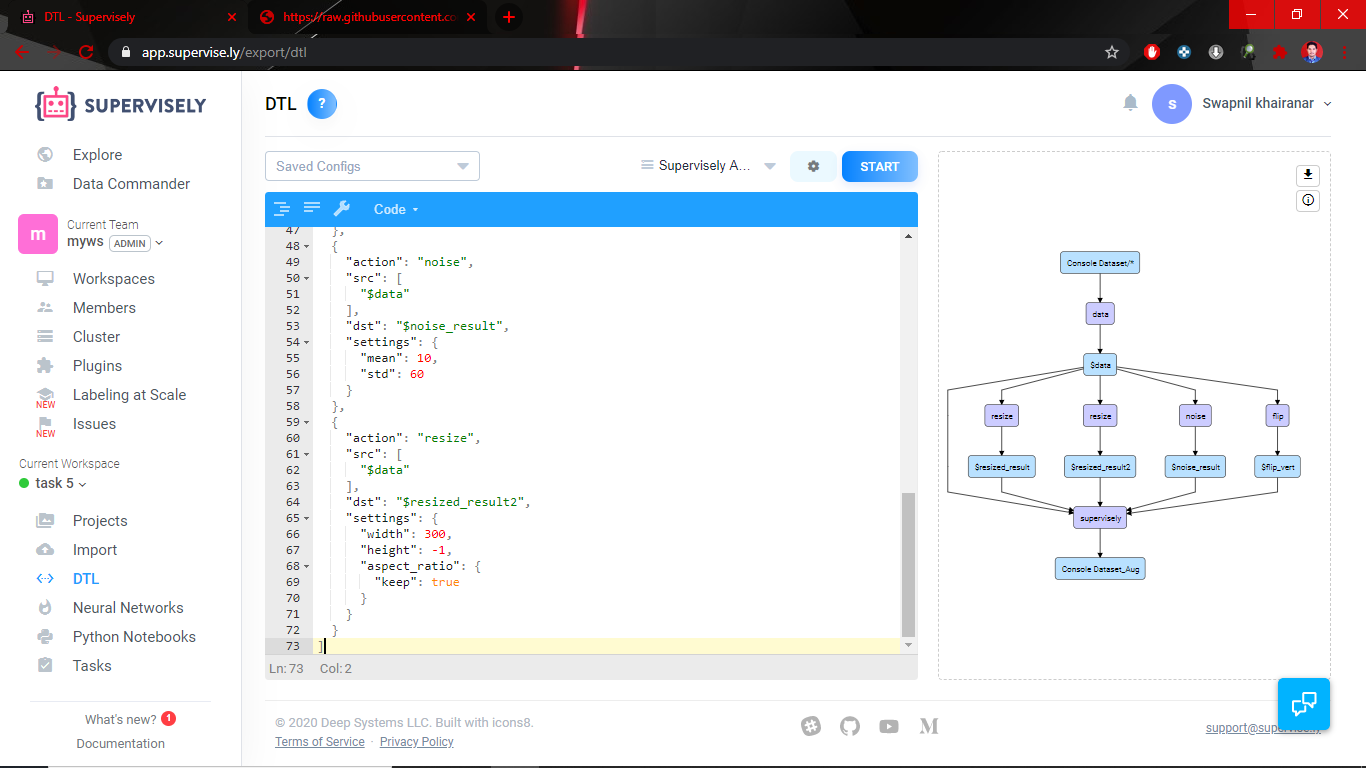 DTL - Supervisely
https://raw.githubusercontent.co
app.supervise.ly/export/dtl
SUPERVISELY
Explore
Data Commander
m
Current Team
myws ADMIN
Workspaces
Members
Cluster
Plugins
Labeling at Scale
NEW
Issues
NEW
Current Workspace
task 5
Projects
Import
DTL
Neural Networks
Python Notebooks
Tasks
What's new? 1
Documentation
DTL ?
S Swapnil khairanar
Saved Configs
Supervisely A...
START
Code
47 },
48 {
49 "action": "noise",
50 "src": [
51 "$data"
52 ],
53 "dst": "$noise_result",
54 "settings": {
55 "mean": 10,
56 "std": 60
57 }
58 },
59 {
60 "action": "resize",
61 "src": [
62 "$data"
63 ],
64 "dst": "$resized_result2",
65 "settings": {
66 "width": 300,
67 "height": -1,
68 "aspect_ratio": {
69 "keep": true
70 }
71 }
72 }
73 ]
Ln: 73 Col: 2
Console Dataset/*
data
$data
resize resize noise flip
$resized_result $resized_result2 $noise_result $flip_vert
supervisely
Console Dataset_Aug
© 2020 Deep Systems LLC. Built with icons8.
Terms of Service · Privacy Policy
support@supervise.ly